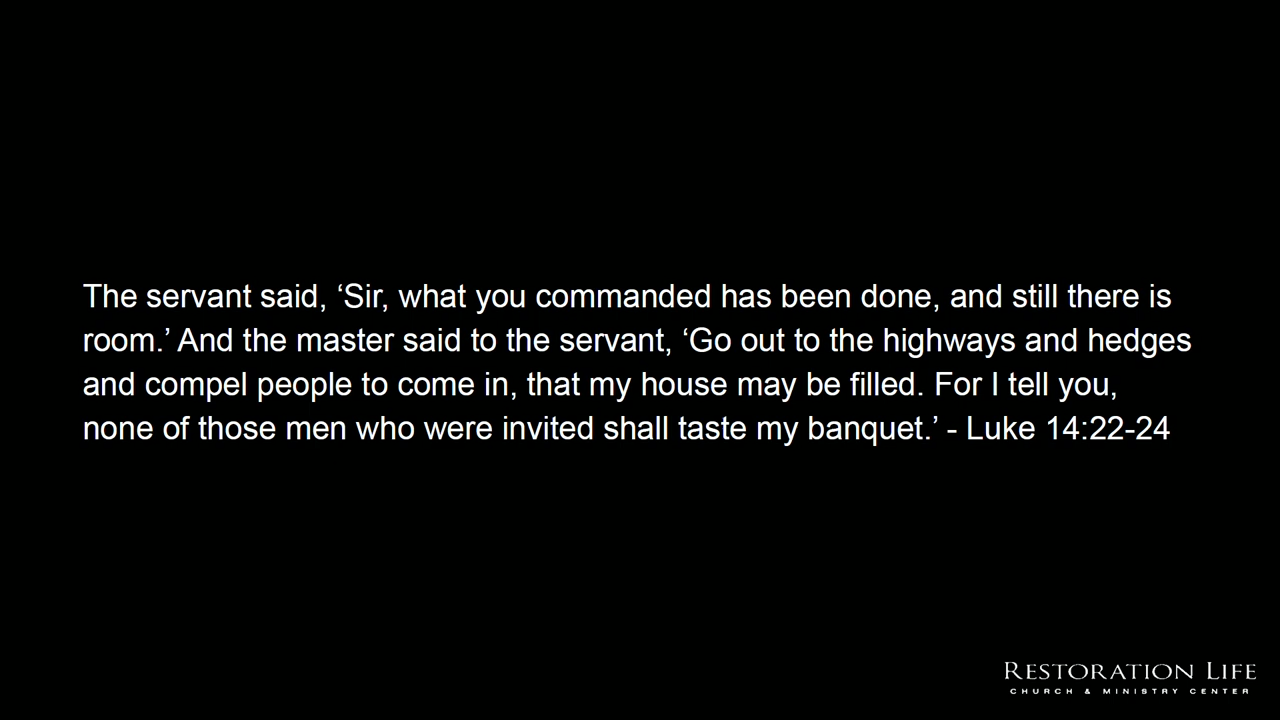 The servant said, ‘Sir, what you commanded has been done, and still there is
room.’ And the master said to the servant, ‘Go out to the highways and hedges
and compel people to come in, that my house may be filled. For I tell you,
none of those men who were invited shall taste my banquet.’ - Luke 14:22-24
RESTORATION LIFE
CHURCH & MINISTRY CENTER